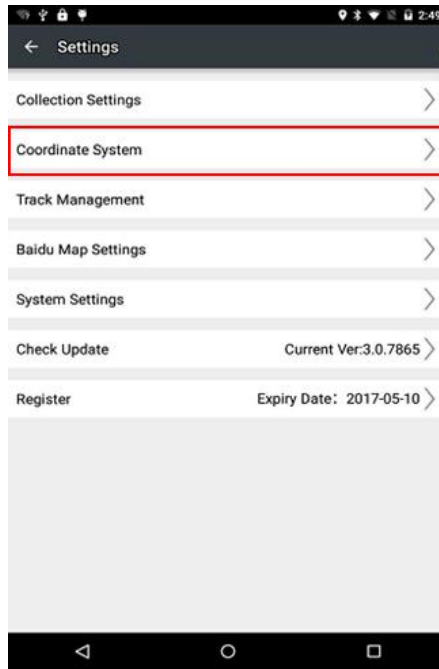 2:49
Settings
Collection Settings
Coordinate System
Track Management
Baidu Map Settings
System Settings
Check Update Current Ver:3.0.7865
Register Expiry Date：2017-05-10